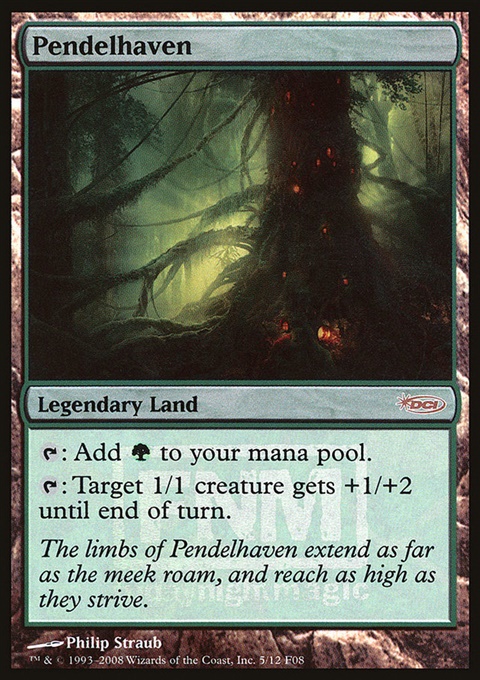 Pendelhaven
Legendary Land
DCI
: Add to your mana pool.
: Target 1/1 creature gets +1/+2
until end of turn.
FNM
The limbs of Pendelhaven extend as far
as the meek roam, and reach as high as
they strive.
Philip Straub
™ & © 1993–2008 Wizards of the Coast, Inc. 5/12 F08